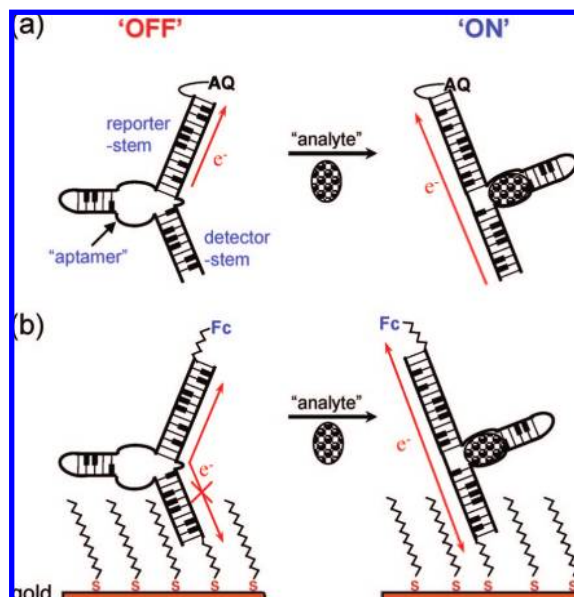 (a)
'OFF'
'ON'
AQ
AQ
reporter
-stem
e-
"analyte"
e-
"aptamer"
detector
-stem
(b)
Fc
Fc
"analyte"
e-
e-
S S S S S
S S S S S
gold